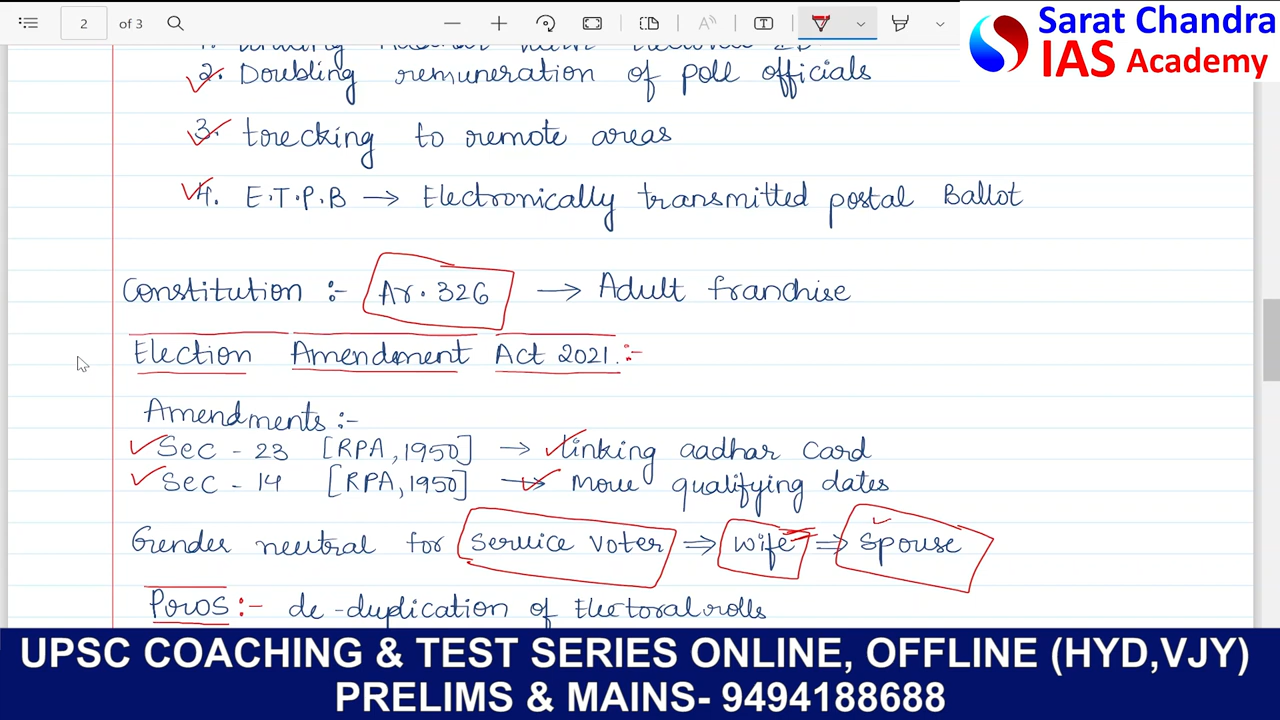 2
of 3
Sarat Chandra
IAS Academy
2. Doubling remuneration of poll officials
3. trecking to remote areas
4. E.T.P.B → Electronically transmitted postal Ballot
Constitution :- Ar. 326 → Adult franchise
Election Amendment Act 2021 :-
Amendments :-
Sec - 23 [RPA, 1950] → linking aadhar card
Sec - 14 [RPA, 1950] → more qualifying dates
Gender neutral for Service Voter ⇒ wife ⇒ Spouse
Pros :- de-duplication of Electoral rolls
UPSC COACHING & TEST SERIES ONLINE, OFFLINE (HYD,VJY)
PRELIMS & MAINS- 9494188688